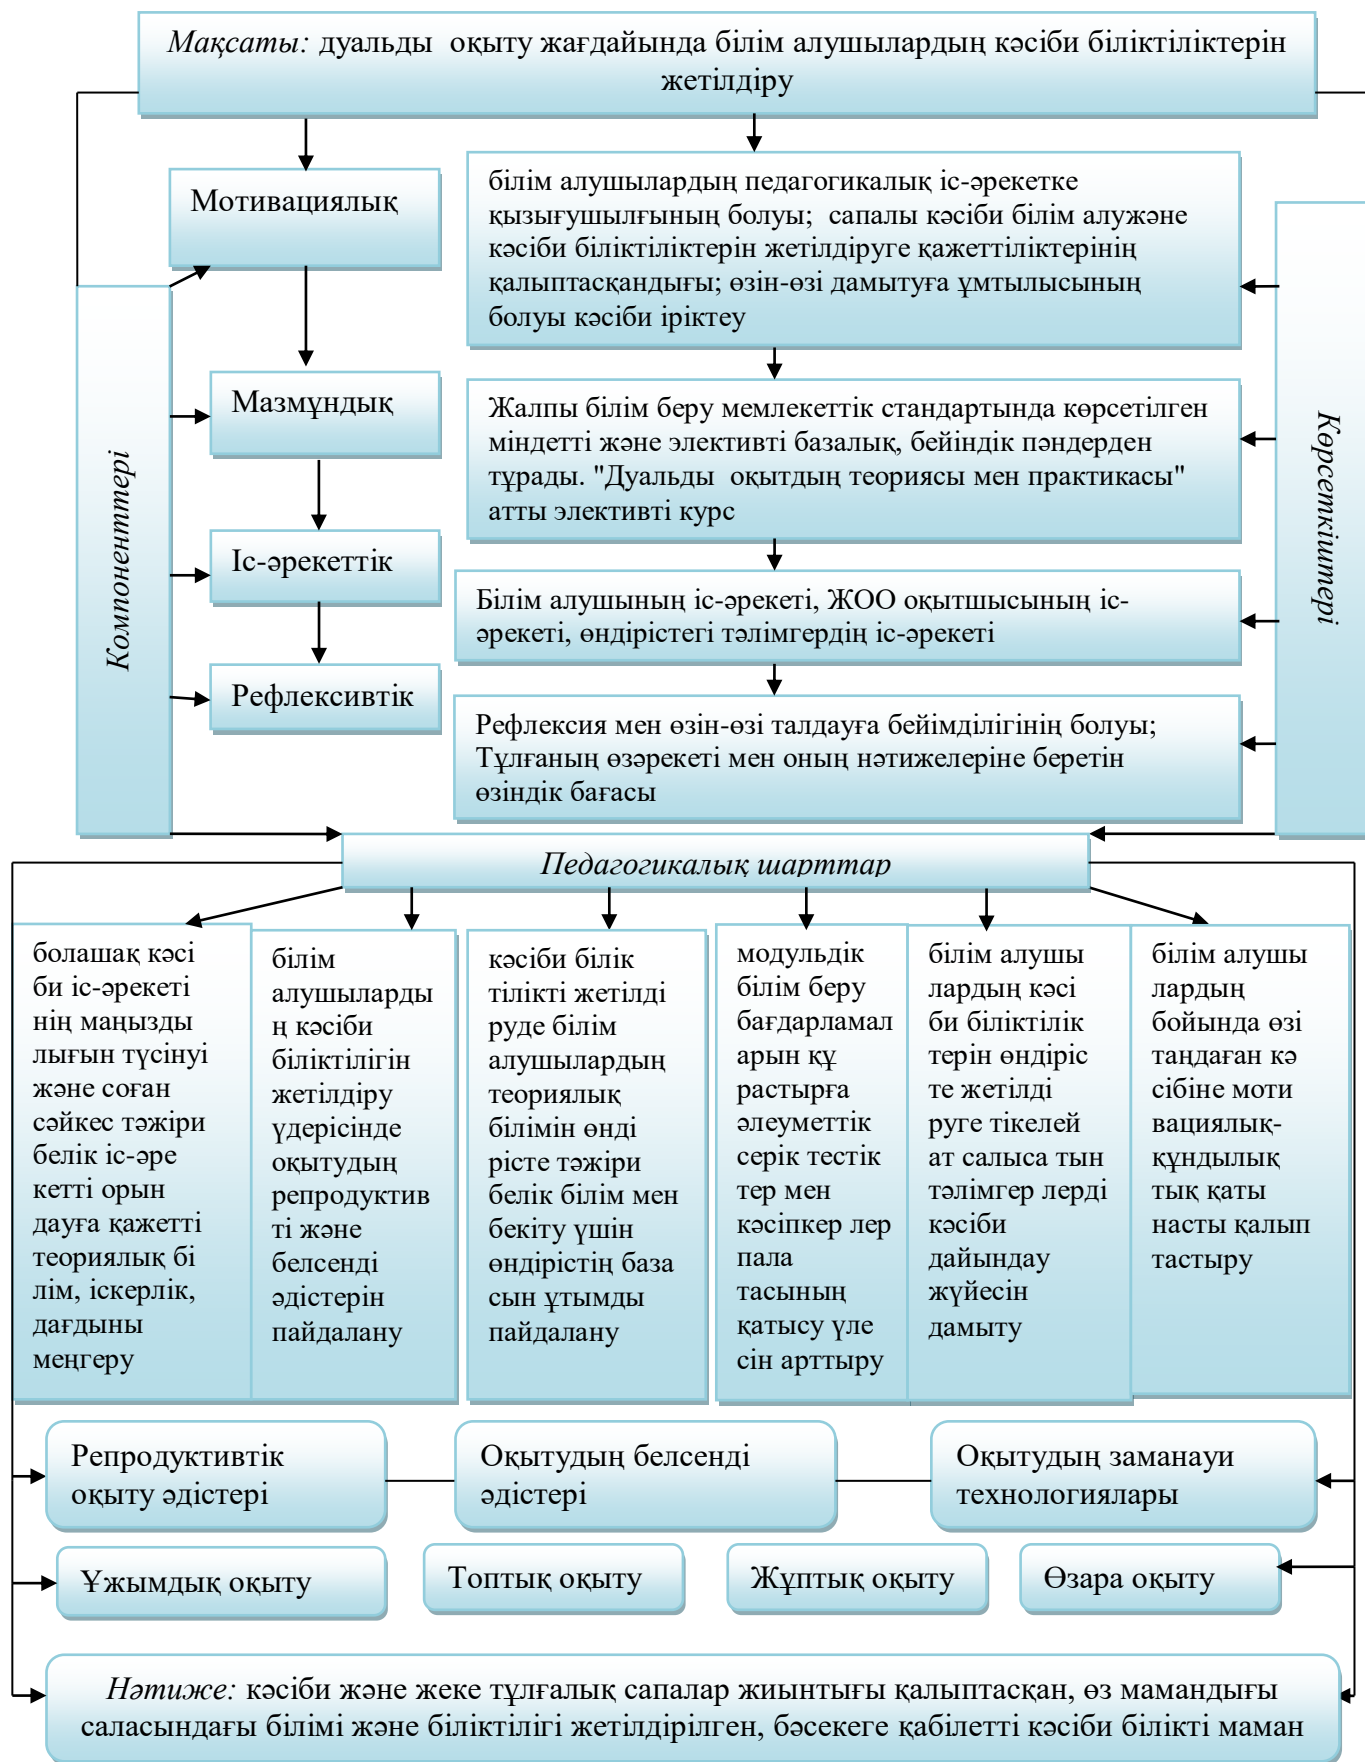 Мақсаты: дуальды оқыту жағдайында білім алушылардың кәсіби біліктіліктерін
жетілдіру
Мотивациялық
білім алушылардың педагогикалық іс-әрекетке
қызығушылғының болуы; сапалы кәсіби білім алужәне
кәсіби біліктіліктерін жетілдіруге қажеттіліктерінің
қалыптасқандығы; өзін-өзі дамытуға ұмтылысының
болуы кәсіби іріктеу
Мазмұндық
Жалпы білім беру мемлекеттік стандартында көрсетілген
міндетті және элективті базалық, бейіндік пәндерден
тұрады. "Дуальды оқытдың теориясы мен практикасы"
атты элективті курс
Компоненттері
Көрсеткіштері
Іс-әрекеттік
Білім алушының іс-әрекеті, ЖОО оқытшысының іс-
әрекеті, өндірістегі тәлімгердің іс-әрекеті
Рефлексивтік
Рефлексия мен өзін-өзі талдауға бейімділігінің болуы;
Тұлғаның өзәрекеті мен оның нәтижелеріне беретін
өзіндік бағасы
Педагогикалық шарттар
болашақ кәсі
би іс-әрекеті
нің маңызды
лығын түсінуі
және соған
сәйкес тәжіри
белік іс-әре
кетті орын
дауға қажетті
теориялық бі
лім, іскерлік,
дағдыны
меңгеру
білім
алушыларды
ң кәсіби
біліктілігін
жетілдіру
үдерісінде
оқытудың
репродуктив
ті және
белсенді
әдістерін
пайдалану
кәсіби білік
тілікті жетілді
руде білім
алушылардың
теориялық
білімін өнді
рісте тәжіри
белік білім мен
бекіту үшін
өндірістің база
сын ұтымды
пайдалану
модульдік
білім беру
бағдарламал
арын құ
растырға
әлеуметтік
серік тестік
тер мен
кәсіпкер лер
пала
тасының
қатысу үле
сін арттыру
білім алушы
лардың кәсі
би біліктілік
терін өндіріс
те жетілді
руге тікелей
ат салыса тын
тәлімгер лерді
кәсіби
дайындау
жүйесін
дамыту
білім алушы
лардың
бойында өзі
таңдаған кә
сібіне моти
вациялық-
құндылық
тық қаты
насты қалып
тастыру
Репродуктивтік
оқыту әдістері
Оқытудың белсенді
әдістері
Оқытудың заманауи
технологиялары
Ұжымдық оқыту
Топтық оқыту
Жұптық оқыту
Өзара оқыту
Нәтиже: кәсіби және жеке тұлғалық сапалар жиынтығы қалыптасқан, өз мамандығы
саласындағы білімі және біліктілігі жетілдірілген, бәсекеге қабілетті кәсіби білікті маман